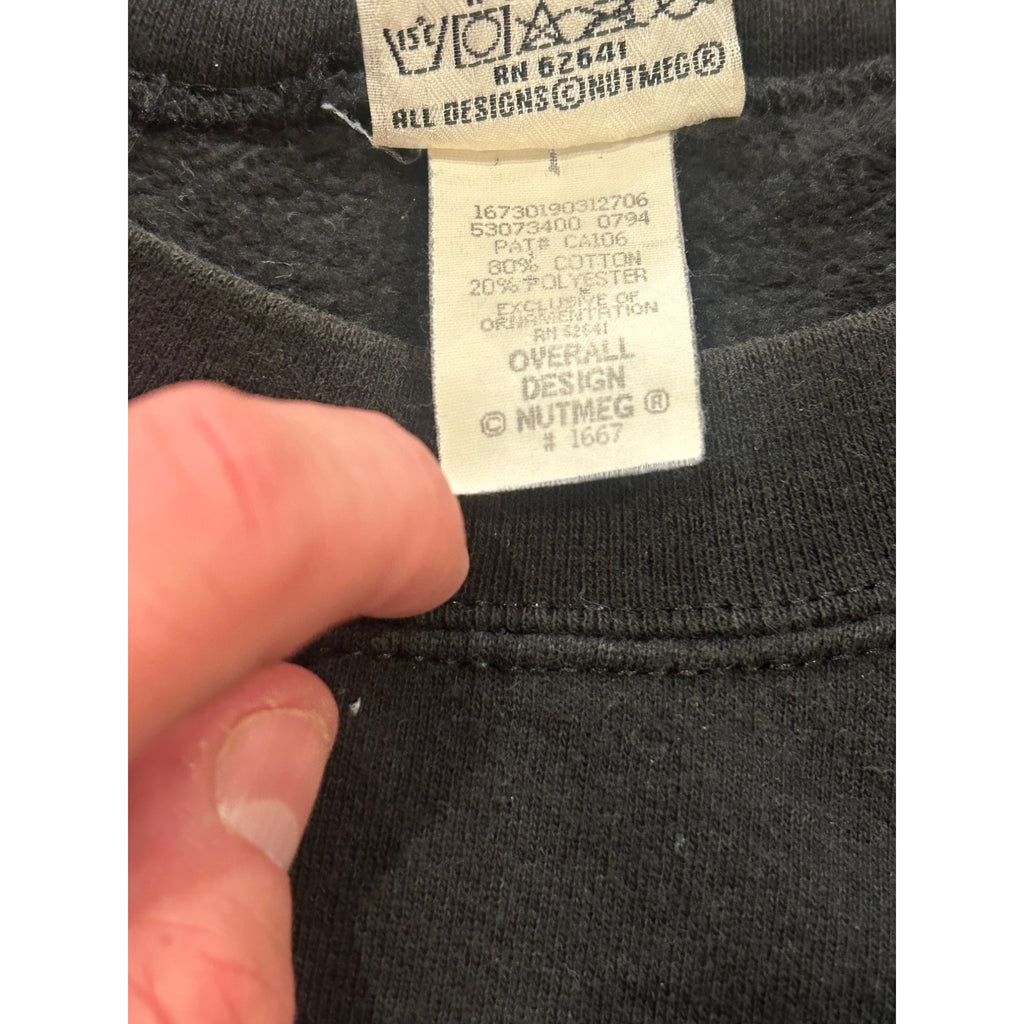 15C
RN 62641
ALL DESIGNS©NUTMEG®
16730190312706
53073400 0794
PAT# CA106
80% COTTON
20% POLYESTER
EXCLUSIVE OF
ORNAMENTATION
RN 62641
OVERALL
DESIGN
© NUTMEG ®
# 1667